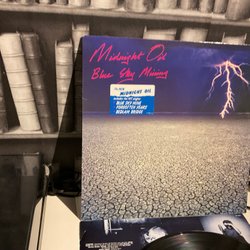 Midnight Oil
Blue Sky Mining
MIDNIGHT OIL
BLUE SKY MINE
FORGOTTEN YEARS
BEDLAM BRIDGE